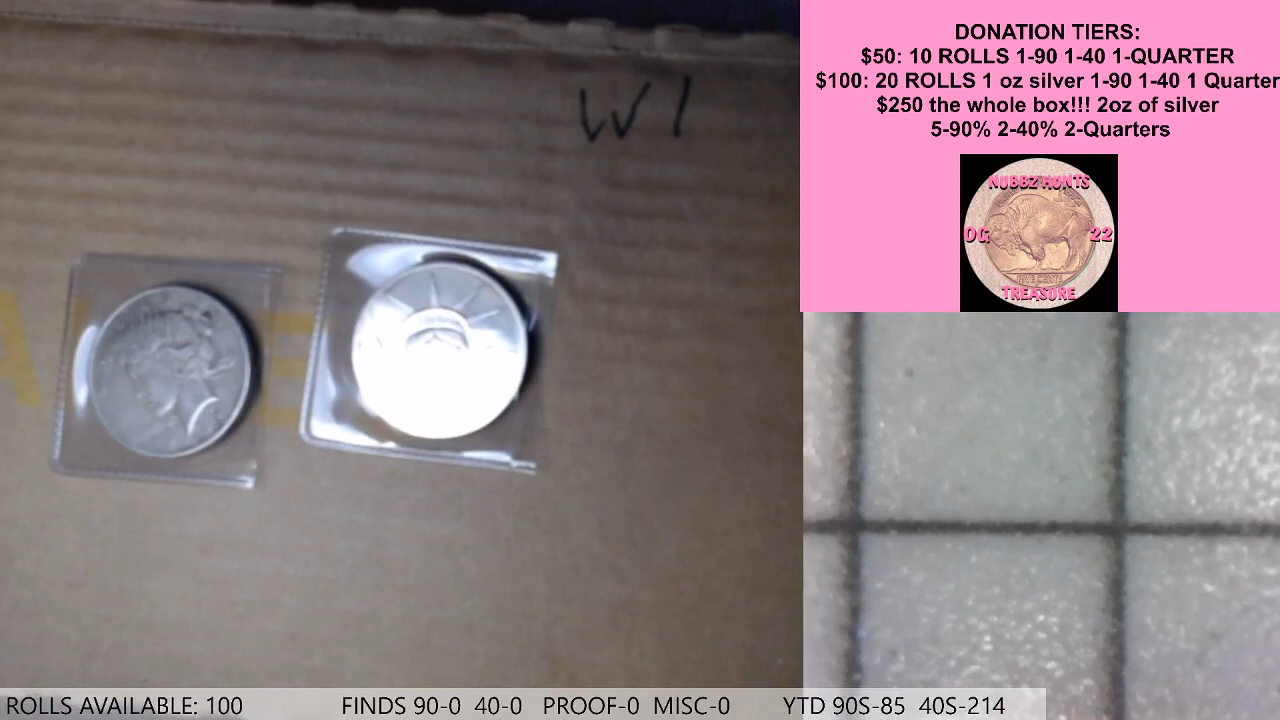 DONATION TIERS:
$50: 10 ROLLS 1-90 1-40 1-QUARTER
$100: 20 ROLLS 1 oz silver 1-90 1-40 1 Quarter
$250 the whole box!!! 2oz of silver
5-90% 2-40% 2-Quarters
NUBBZ HUNTS
OG 22
FIVE CENTS
TREASURE
W1
ROLLS AVAILABLE: 100 FINDS 90-0 40-0 PROOF-0 MISC-0 YTD 90S-85 40S-214